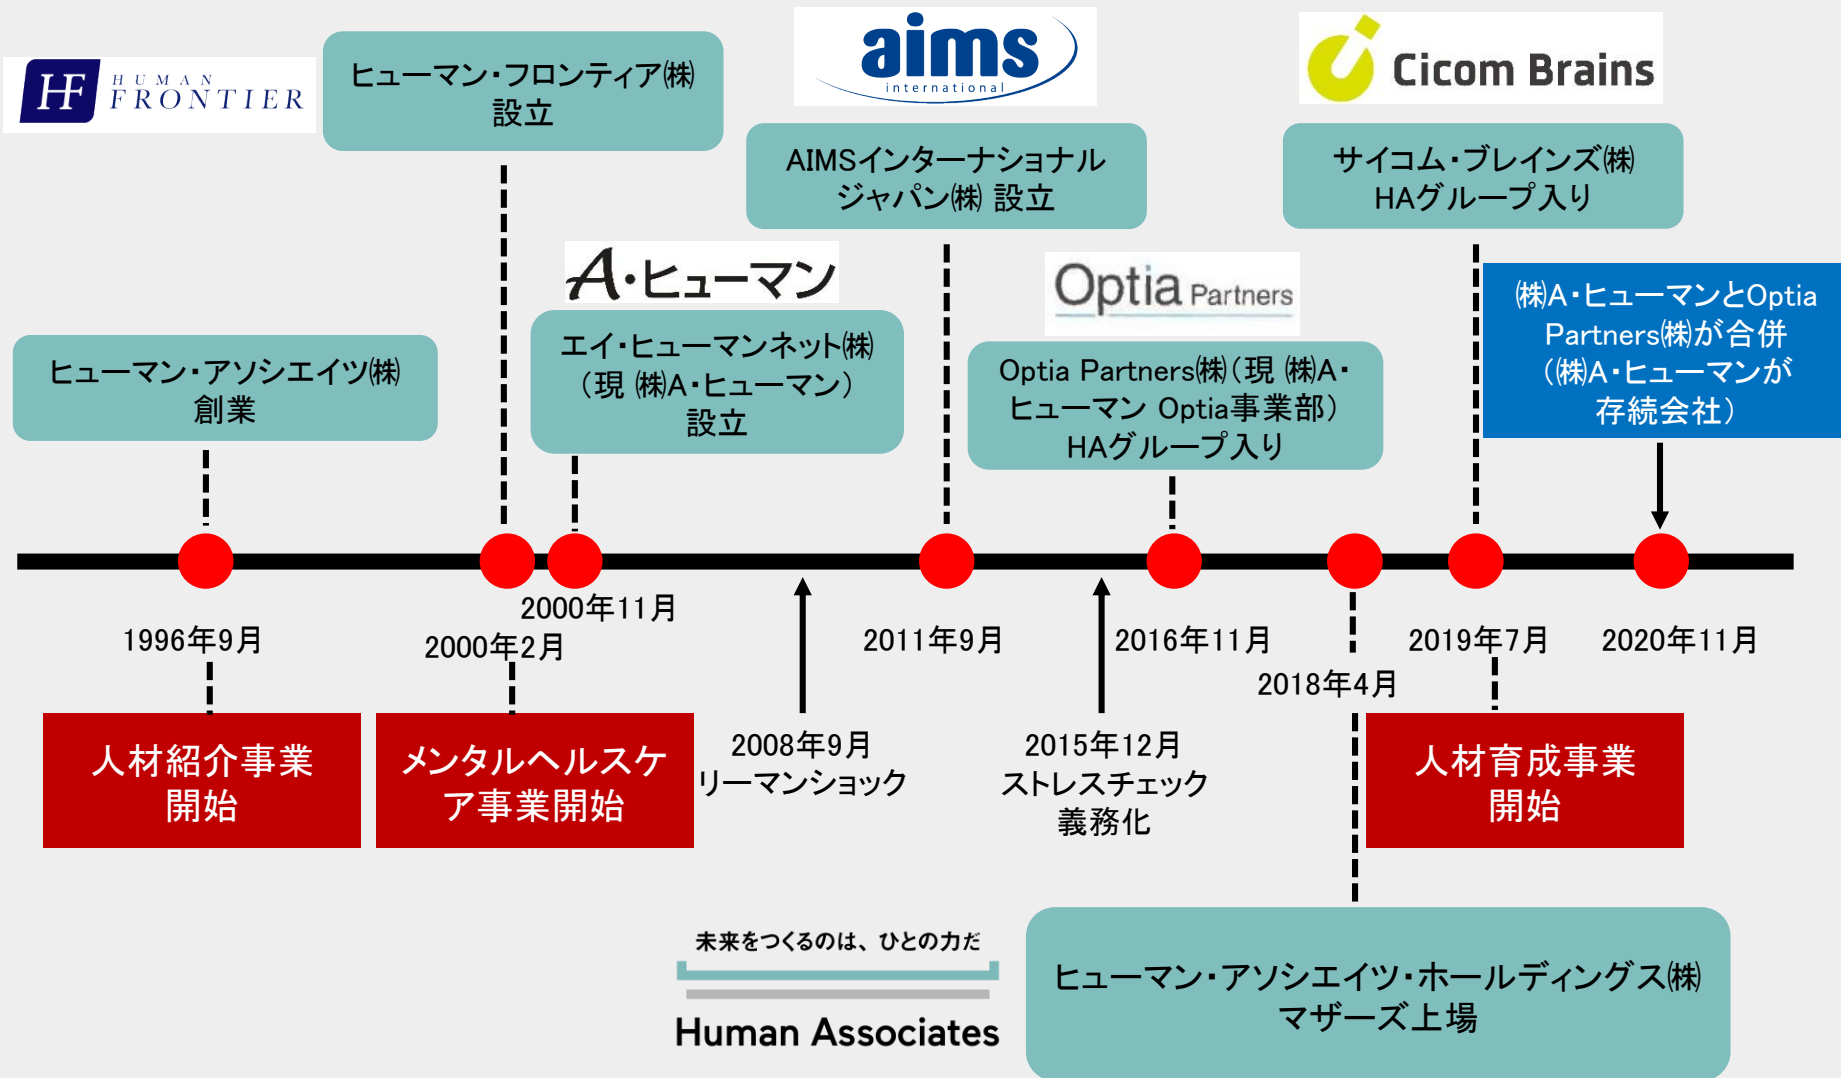 HF HUMAN
FRONTIER
ヒューマン・フロンティア㈱
設立
aims
international
AIMSインターナショナル
ジャパン㈱ 設立
Cicom Brains
サイコム・ブレインズ㈱
HAグループ入り
A・ヒューマン
エイ・ヒューマンネット㈱
（現 ㈱A・ヒューマン）
設立
Optia Partners
Optia Partners㈱（現 ㈱A・
ヒューマン Optia事業部）
HAグループ入り
㈱A・ヒューマンとOptia
Partners㈱が合併
（㈱A・ヒューマンが
存続会社）
ヒューマン・アソシエイツ㈱
創業
1996年9月
2000年2月
2000年11月
2011年9月
2016年11月
2018年4月
2019年7月
2020年11月
人材紹介事業
開始
メンタルヘルスケ
ア事業開始
2008年9月
リーマンショック
2015年12月
ストレスチェック
義務化
人材育成事業
開始
未来をつくるのは、ひとの力だ
Human Associates
ヒューマン・アソシエイツ・ホールディングス㈱
マザーズ上場